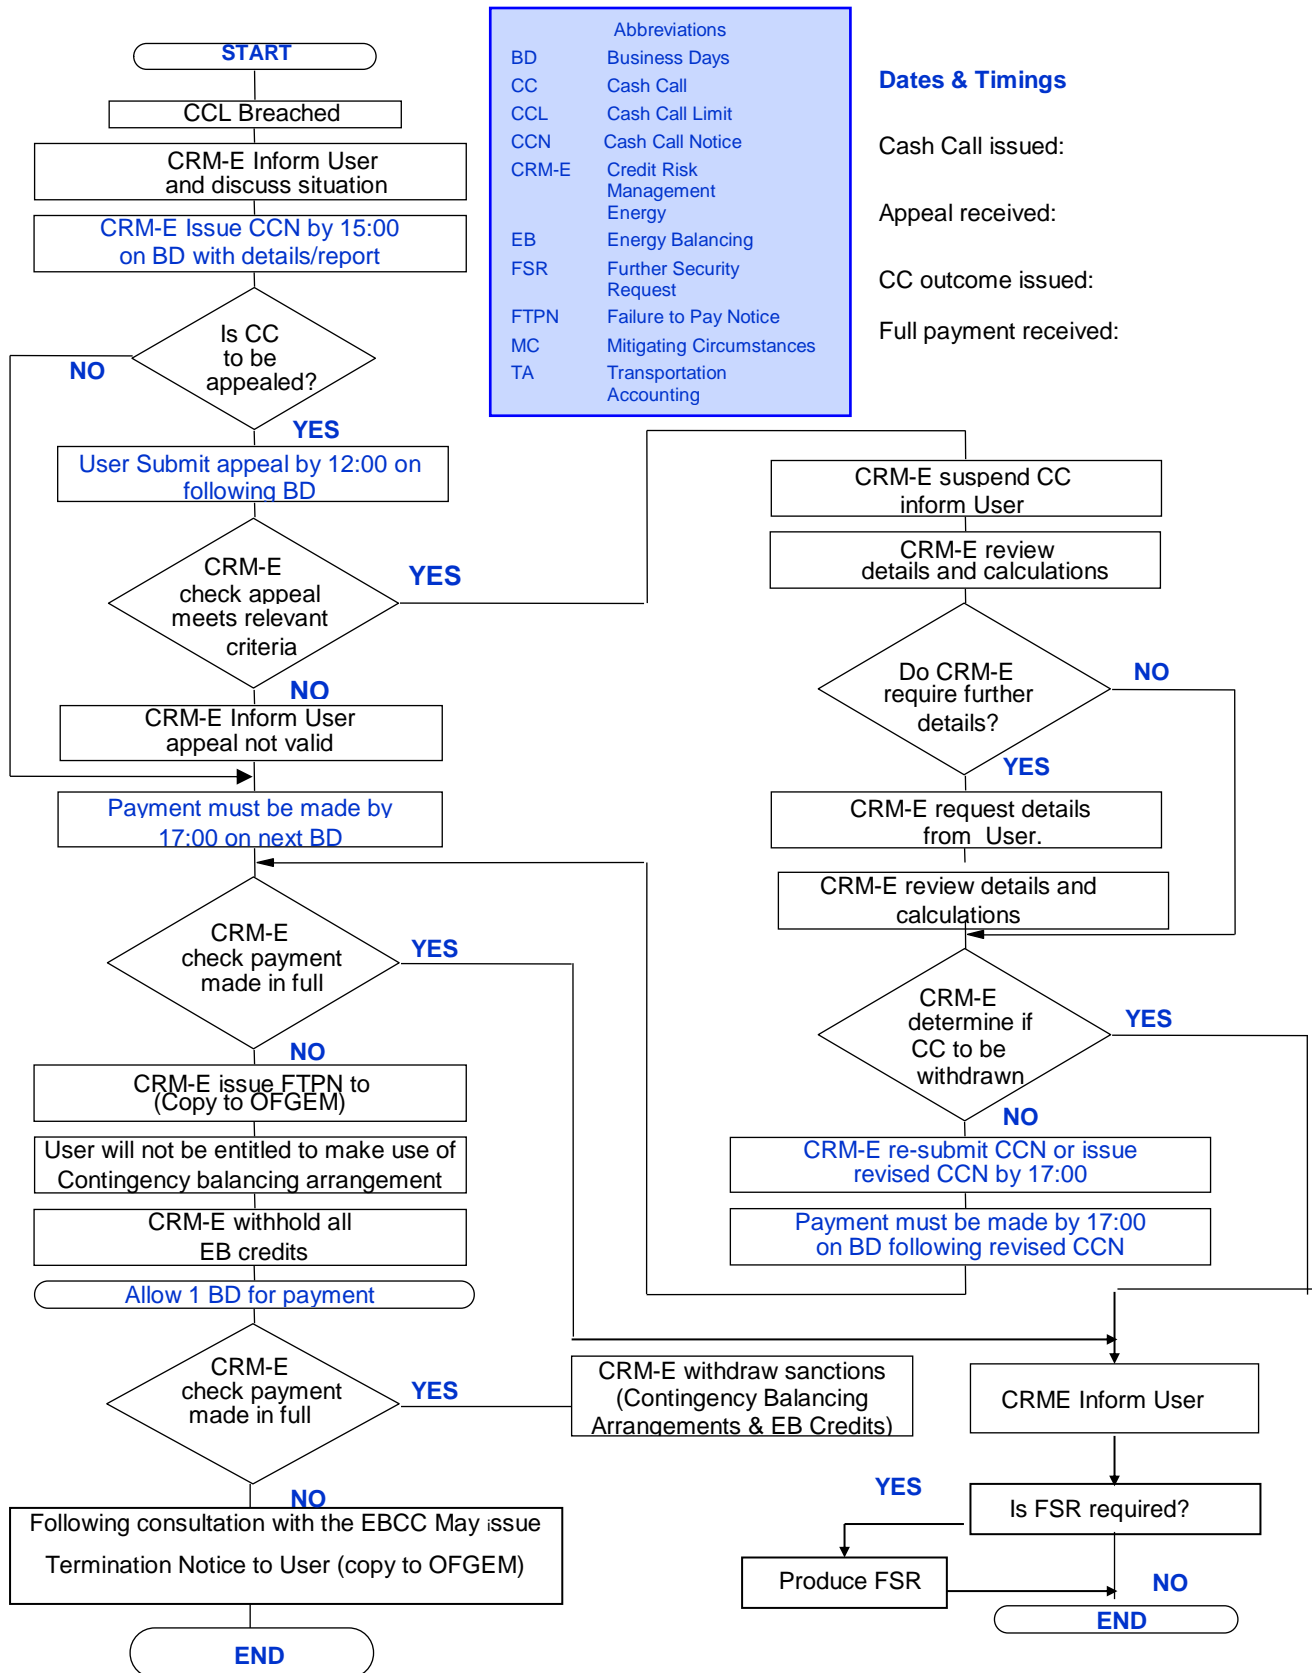 START
CCL Breached
CRM-E Inform User
and discuss situation
CRM-E Issue CCN by 15:00
on BD with details/report
Is CC
to be
appealed?
NO
YES
User Submit appeal by 12:00 on
following BD
CRM-E
check appeal
meets relevant
criteria
YES
NO
CRM-E Inform User
appeal not valid
Payment must be made by
17:00 on next BD
CRM-E
check payment
made in full
YES
NO
CRM-E issue FTPN to
(Copy to OFGEM)
User will not be entitled to make use of
Contingency balancing arrangement
CRM-E withhold all
EB credits
Allow 1 BD for payment
CRM-E
check payment
made in full
YES
NO
Following consultation with the EBCC May issue
Termination Notice to User (copy to OFGEM)
END
Abbreviations
BD Business Days
CC Cash Call
CCL Cash Call Limit
CCN Cash Call Notice
CRM-E Credit Risk
Management
Energy
EB Energy Balancing
FSR Further Security
Request
FTPN Failure to Pay Notice
MC Mitigating Circumstances
TA Transportation
Accounting
Dates & Timings
Cash Call issued:
Appeal received:
CC outcome issued:
Full payment received:
CRM-E suspend CC
inform User
CRM-E review
details and calculations
Do CRM-E
require further
details?
NO
YES
CRM-E request details
from User.
CRM-E review details and
calculations
CRM-E
determine if
CC to be
withdrawn
YES
NO
CRM-E re-submit CCN or issue
revised CCN by 17:00
Payment must be made by 17:00
on BD following revised CCN
CRM-E withdraw sanctions
(Contingency Balancing
Arrangements & EB Credits)
CRME Inform User
YES
Is FSR required?
Produce FSR
NO
END